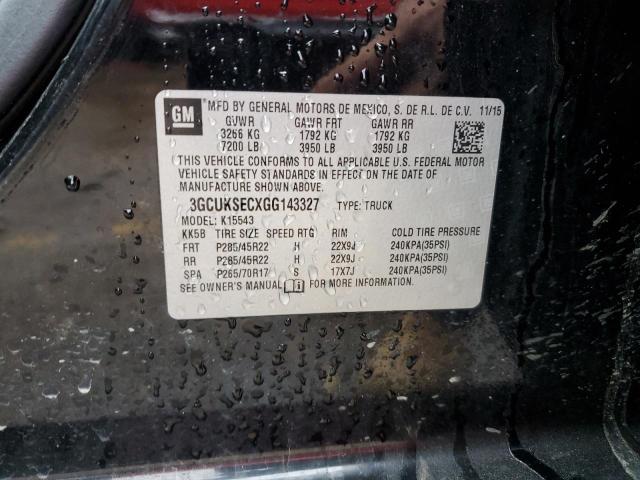 GM
MFD BY GENERAL MOTORS DE MEXICO, S. DE R.L. DE C.V. 11/15
GVWR GAWR FRT GAWR RR
3266 KG 1792 KG 1792 KG
7200 LB 3950 LB 3950 LB
THIS VEHICLE CONFORMS TO ALL APPLICABLE U.S. FEDERAL MOTOR
VEHICLE SAFETY STANDARDS IN EFFECT ON THE DATE OF
MANUFACTURE SHOWN ABOVE.
3GCUKSECXGG143327 TYPE: TRUCK
MODEL: K15543
KK5B TIRE SIZE SPEED RTG RIM COLD TIRE PRESSURE
FRT P285/45R22 H 22X9J 240KPA(35PSI)
RR P285/45R22 H 22X9J 240KPA(35PSI)
SPA P265/70R17 S 17X7J 240KPA(35PSI)
SEE OWNER'S MANUAL FOR MORE INFORMATION.